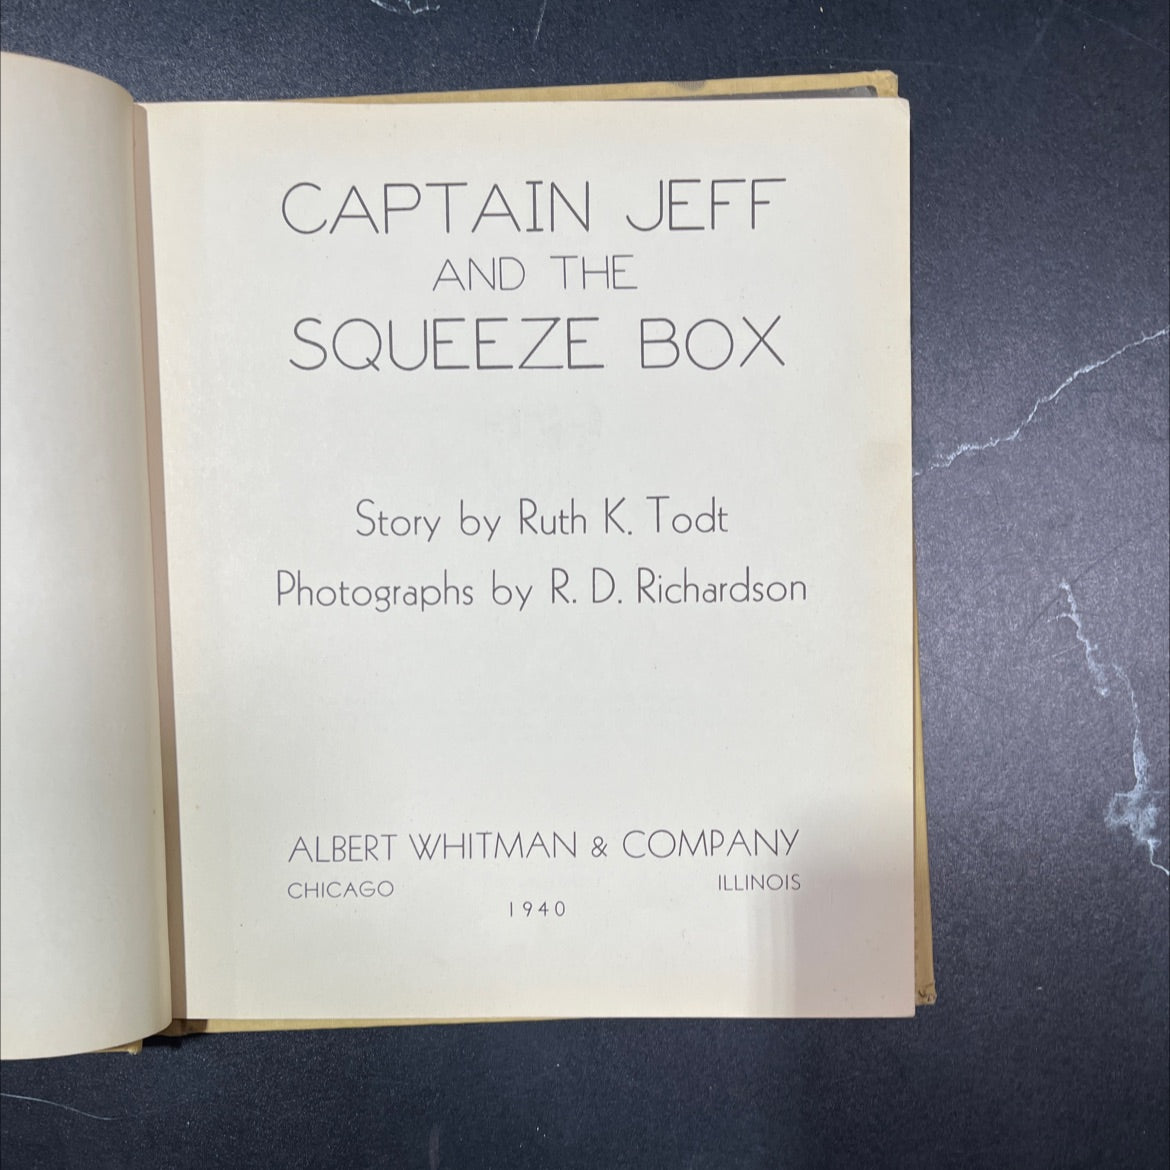 CAPTAIN JEFF
AND THE
SQUEEZE BOX
Story by Ruth K. Todt
Photographs by R. D. Richardson
ALBERT WHITMAN & COMPANY
CHICAGO ILLINOIS
1940